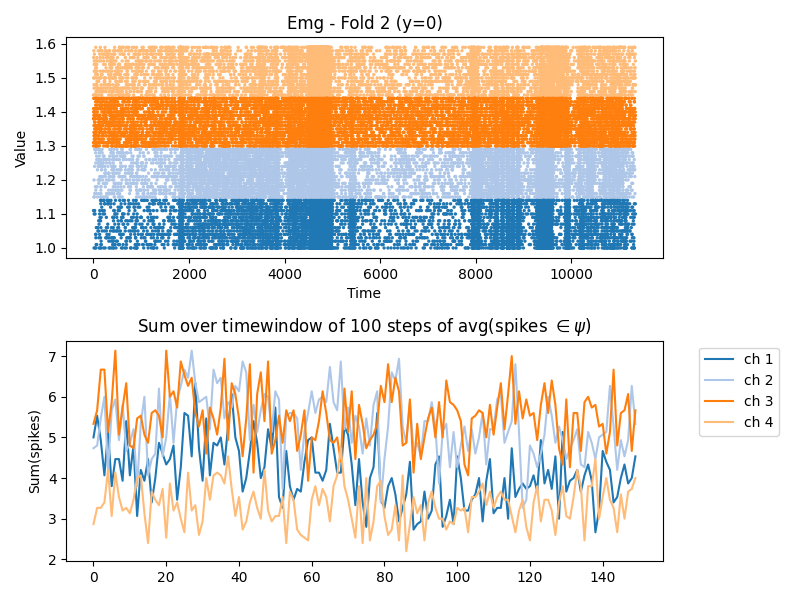 Emg - Fold 2 (y=0)
1.6
1.5
1.4
1.3
1.2
1.1
1.0
Value
0 2000 4000 6000 8000 10000
Time
Sum over timewindow of 100 steps of avg(spikes ∈ ψ)
7
6
5
4
3
2
Sum(spikes)
0 20 40 60 80 100 120 140
ch 1
ch 2
ch 3
ch 4